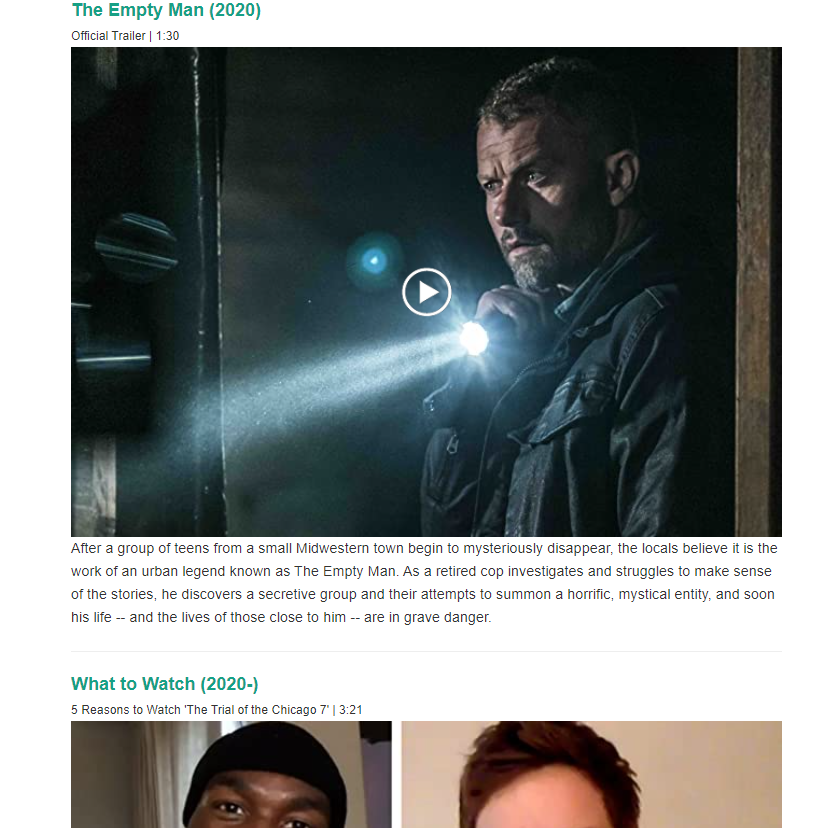 The Empty Man (2020)
Official Trailer | 1:30
After a group of teens from a small Midwestern town begin to mysteriously disappear, the locals believe it is the
work of an urban legend known as The Empty Man. As a retired cop investigates and struggles to make sense
of the stories, he discovers a secretive group and their attempts to summon a horrific, mystical entity, and soon
his life -- and the lives of those close to him -- are in grave danger.
What to Watch (2020-)
5 Reasons to Watch 'The Trial of the Chicago 7' | 3:21